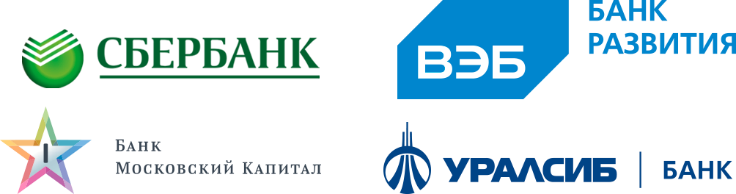 СБЕРБАНК
ВЭБ
БАНК
РАЗВИТИЯ
Банк
Московский Капитал
УРАЛСИБ | БАНК